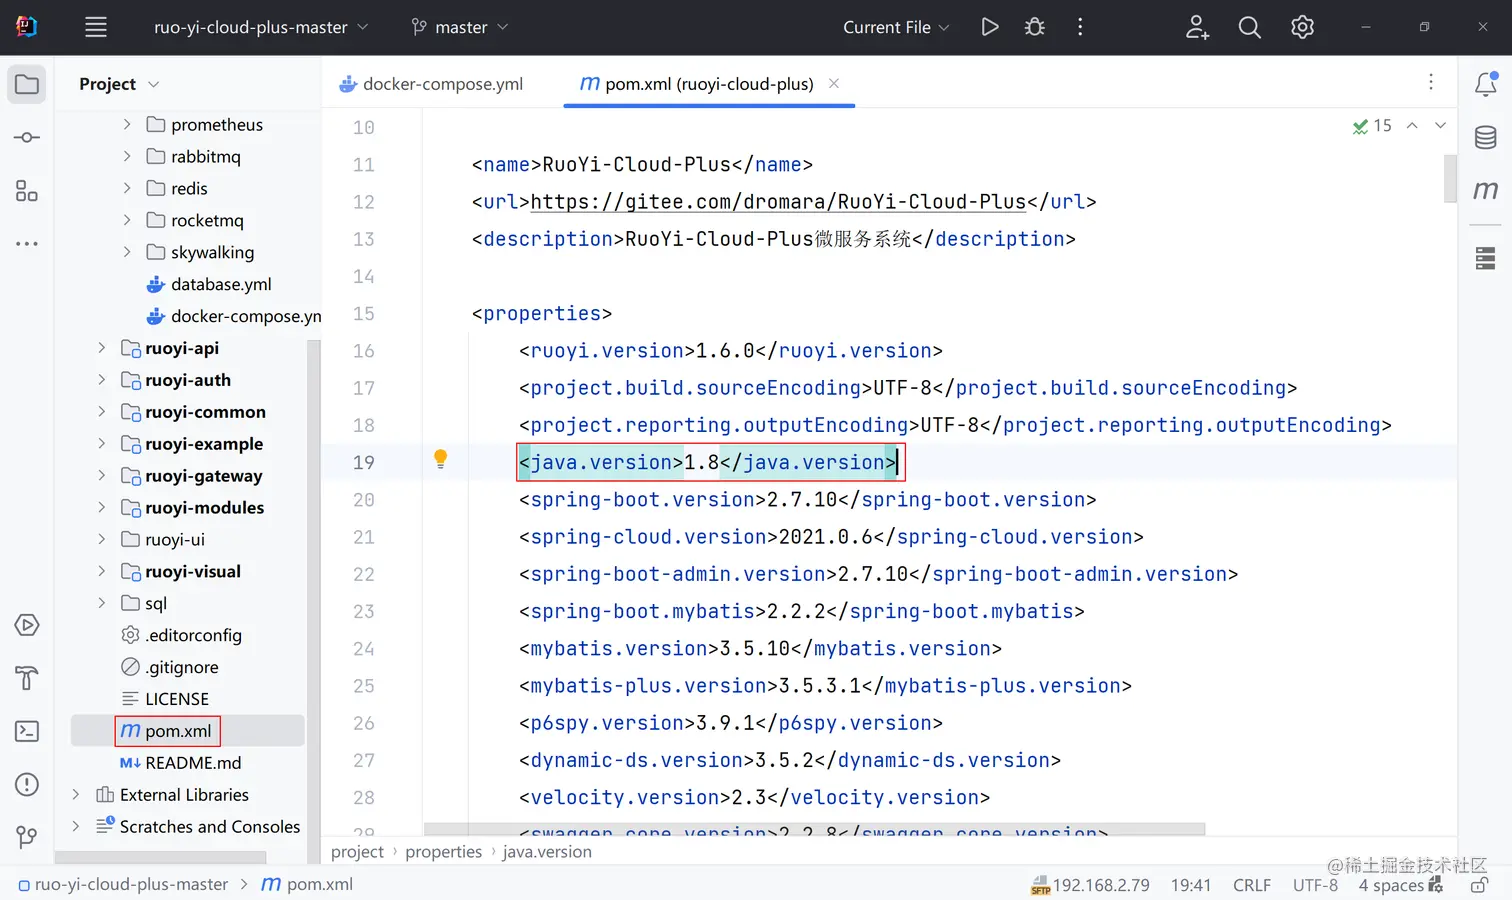 ruo-yi-cloud-plus-master
master
Current File
Project
docker-compose.yml
pom.xml (ruoyi-cloud-plus)
prometheus
rabbitmq
redis
rocketmq
skywalking
database.yml
docker-compose.ym
ruoyi-api
ruoyi-auth
ruoyi-common
ruoyi-example
ruoyi-gateway
ruoyi-modules
ruoyi-ui
ruoyi-visual
sql
.editorconfig
.gitignore
LICENSE
pom.xml
README.md
External Libraries
Scratches and Consoles
15
10
11 <name>RuoYi-Cloud-Plus</name>
12 <url>https://gitee.com/dromara/RuoYi-Cloud-Plus</url>
13 <description>RuoYi-Cloud-Plus微服务系统</description>
14
15 <properties>
16 <ruoyi.version>1.6.0</ruoyi.version>
17 <project.build.sourceEncoding>UTF-8</project.build.sourceEncoding>
18 <project.reporting.outputEncoding>UTF-8</project.reporting.outputEncoding>
19 <java.version>1.8</java.version>
20 <spring-boot.version>2.7.10</spring-boot.version>
21 <spring-cloud.version>2021.0.6</spring-cloud.version>
22 <spring-boot-admin.version>2.7.10</spring-boot-admin.version>
23 <spring-boot.mybatis>2.2.2</spring-boot.mybatis>
24 <mybatis.version>3.5.10</mybatis.version>
25 <mybatis-plus.version>3.5.3.1</mybatis-plus.version>
26 <p6spy.version>3.9.1</p6spy.version>
27 <dynamic-ds.version>3.5.2</dynamic-ds.version>
28 <velocity.version>2.3</velocity.version>
29 <swagger.core.version>2.2.8</swagger.core.version>
project › properties › java.version
@稀土掘金技术社区
ruo-yi-cloud-plus-master > pom.xml
SFTP 192.168.2.79 19:41 CRLF UTF-8 4 spaces